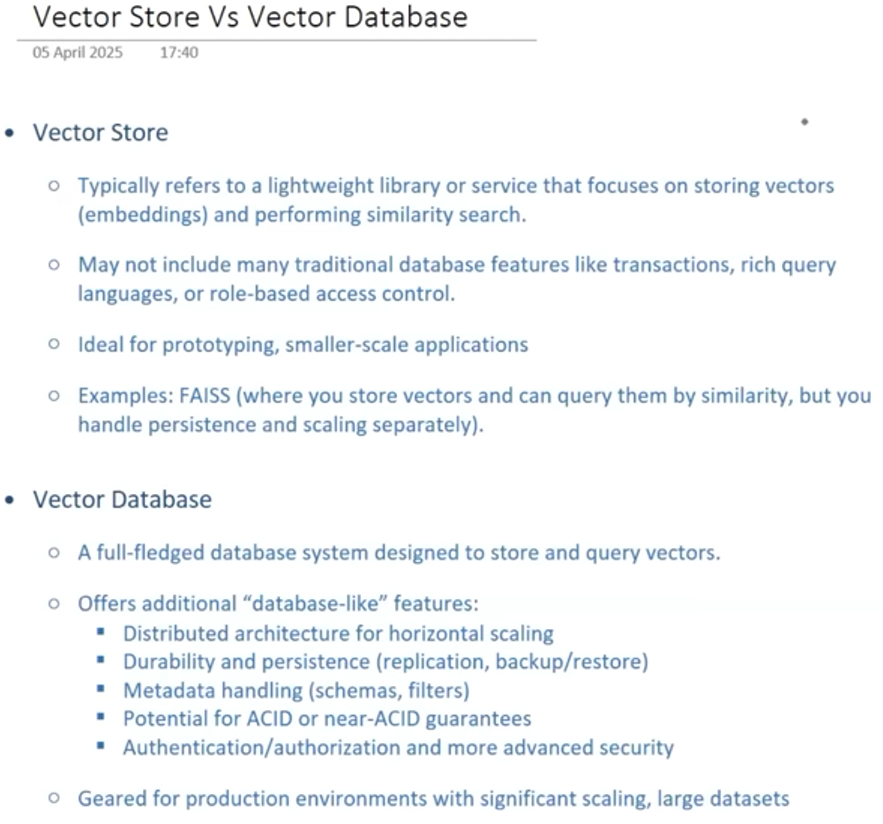 Vector Store Vs Vector Database
05 April 2025 17:40
• Vector Store
○ Typically refers to a lightweight library or service that focuses on storing vectors
(embeddings) and performing similarity search.
○ May not include many traditional database features like transactions, rich query
languages, or role-based access control.
○ Ideal for prototyping, smaller-scale applications
○ Examples: FAISS (where you store vectors and can query them by similarity, but you
handle persistence and scaling separately).
• Vector Database
○ A full-fledged database system designed to store and query vectors.
○ Offers additional “database-like” features:
▪ Distributed architecture for horizontal scaling
▪ Durability and persistence (replication, backup/restore)
▪ Metadata handling (schemas, filters)
▪ Potential for ACID or near-ACID guarantees
▪ Authentication/authorization and more advanced security
○ Geared for production environments with significant scaling, large datasets